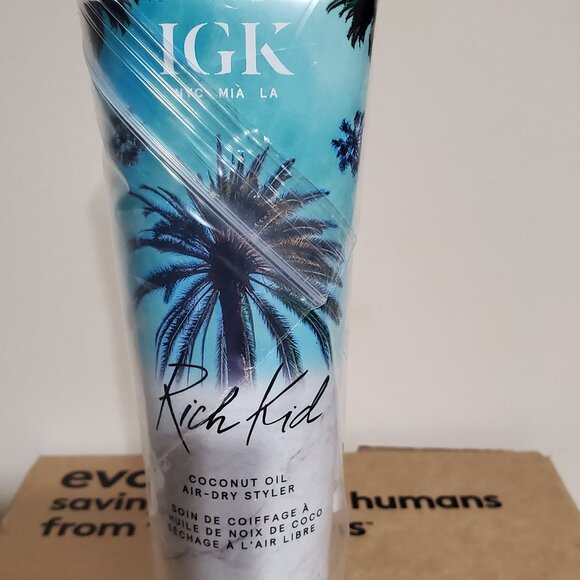 IGK
NYC MIA LA
Rich Kid
COCONUT OIL
AIR-DRY STYLER
SOIN DE COIFFAGE À
L'HUILE DE NOIX DE COCO
SÉCHAGE À L'AIR LIBRE
evo
savin humans
from